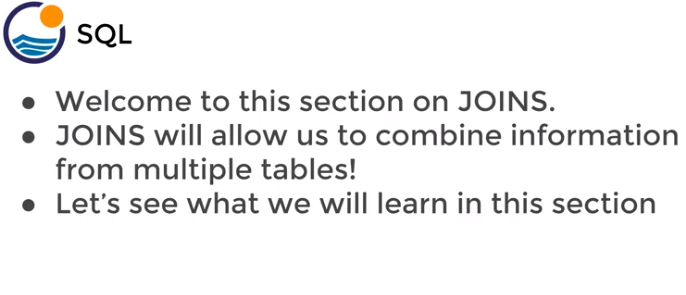 SQL
● Welcome to this section on JOINS.
● JOINS will allow us to combine information
from multiple tables!
● Let’s see what we will learn in this section